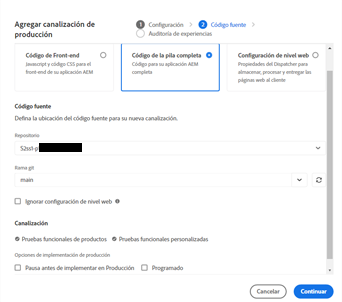 Agregar canalización de producción
1 Configuración
2 Código fuente
Auditoría de experiencias
Código de Front-end
Javascript y código CSS para el front-end de su aplicación AEM
Código de la pila completa
Código para su aplicación AEM completa
Configuración de nivel web
Propiedades del Dispatcher para almacenar, procesar y entregar las páginas web al cliente
Código fuente
Defina la ubicación del código fuente para su nueva canalización.
Repositorio
Rama git
main
Ignorar configuración de nivel web
Canalización
Pruebas funcionales de productos
Pruebas funcionales personalizadas
Opciones de implementación de producción
Pausa antes de implementar en Producción
Programado
Cancelar
Continuar